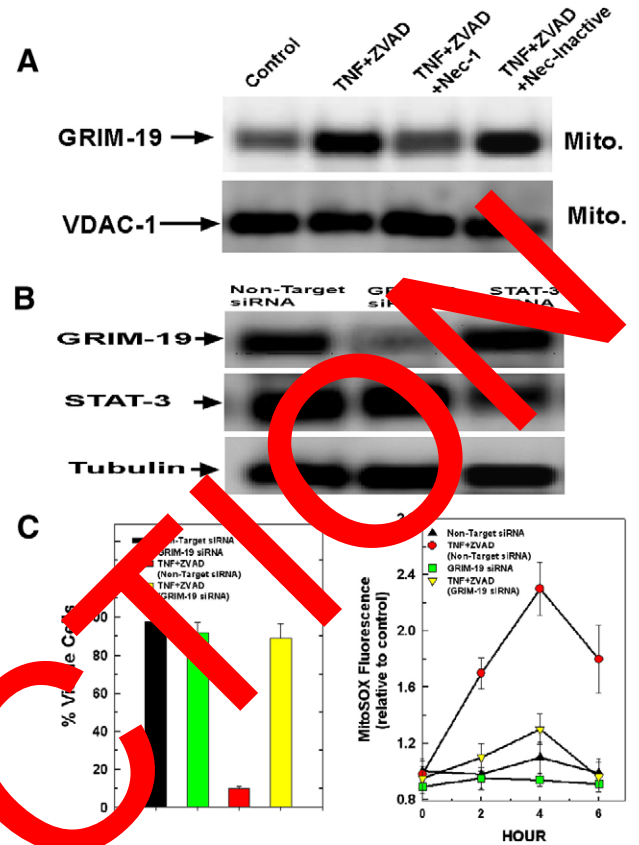 A
Control
TNF+ZVAD
TNF+ZVAD
+Nec-1
TNF+ZVAD
+Nec-Inactive
GRIM-19
Mito.
VDAC-1
Mito.
B
Non-Target
siRNA
STAT-3
GRIM-19
STAT-3
Tubulin
C
GRIM-19 siRNA
TNF+ZVAD
(Non-Target siRNA)
TNF+ZVAD
(GRIM-19 siRNA)
% Cells
80
60
40
20
0
Non-Target siRNA
TNF+ZVAD
(Non-Target siRNA)
GRIM-19 siRNA
TNF+ZVAD
(GRIM-19 siRNA)
MitoSOX Fluorescence
(relative to control)
2.4
2.0
1.6
1.2
0.8
0 2 4 6
HOUR
CTION